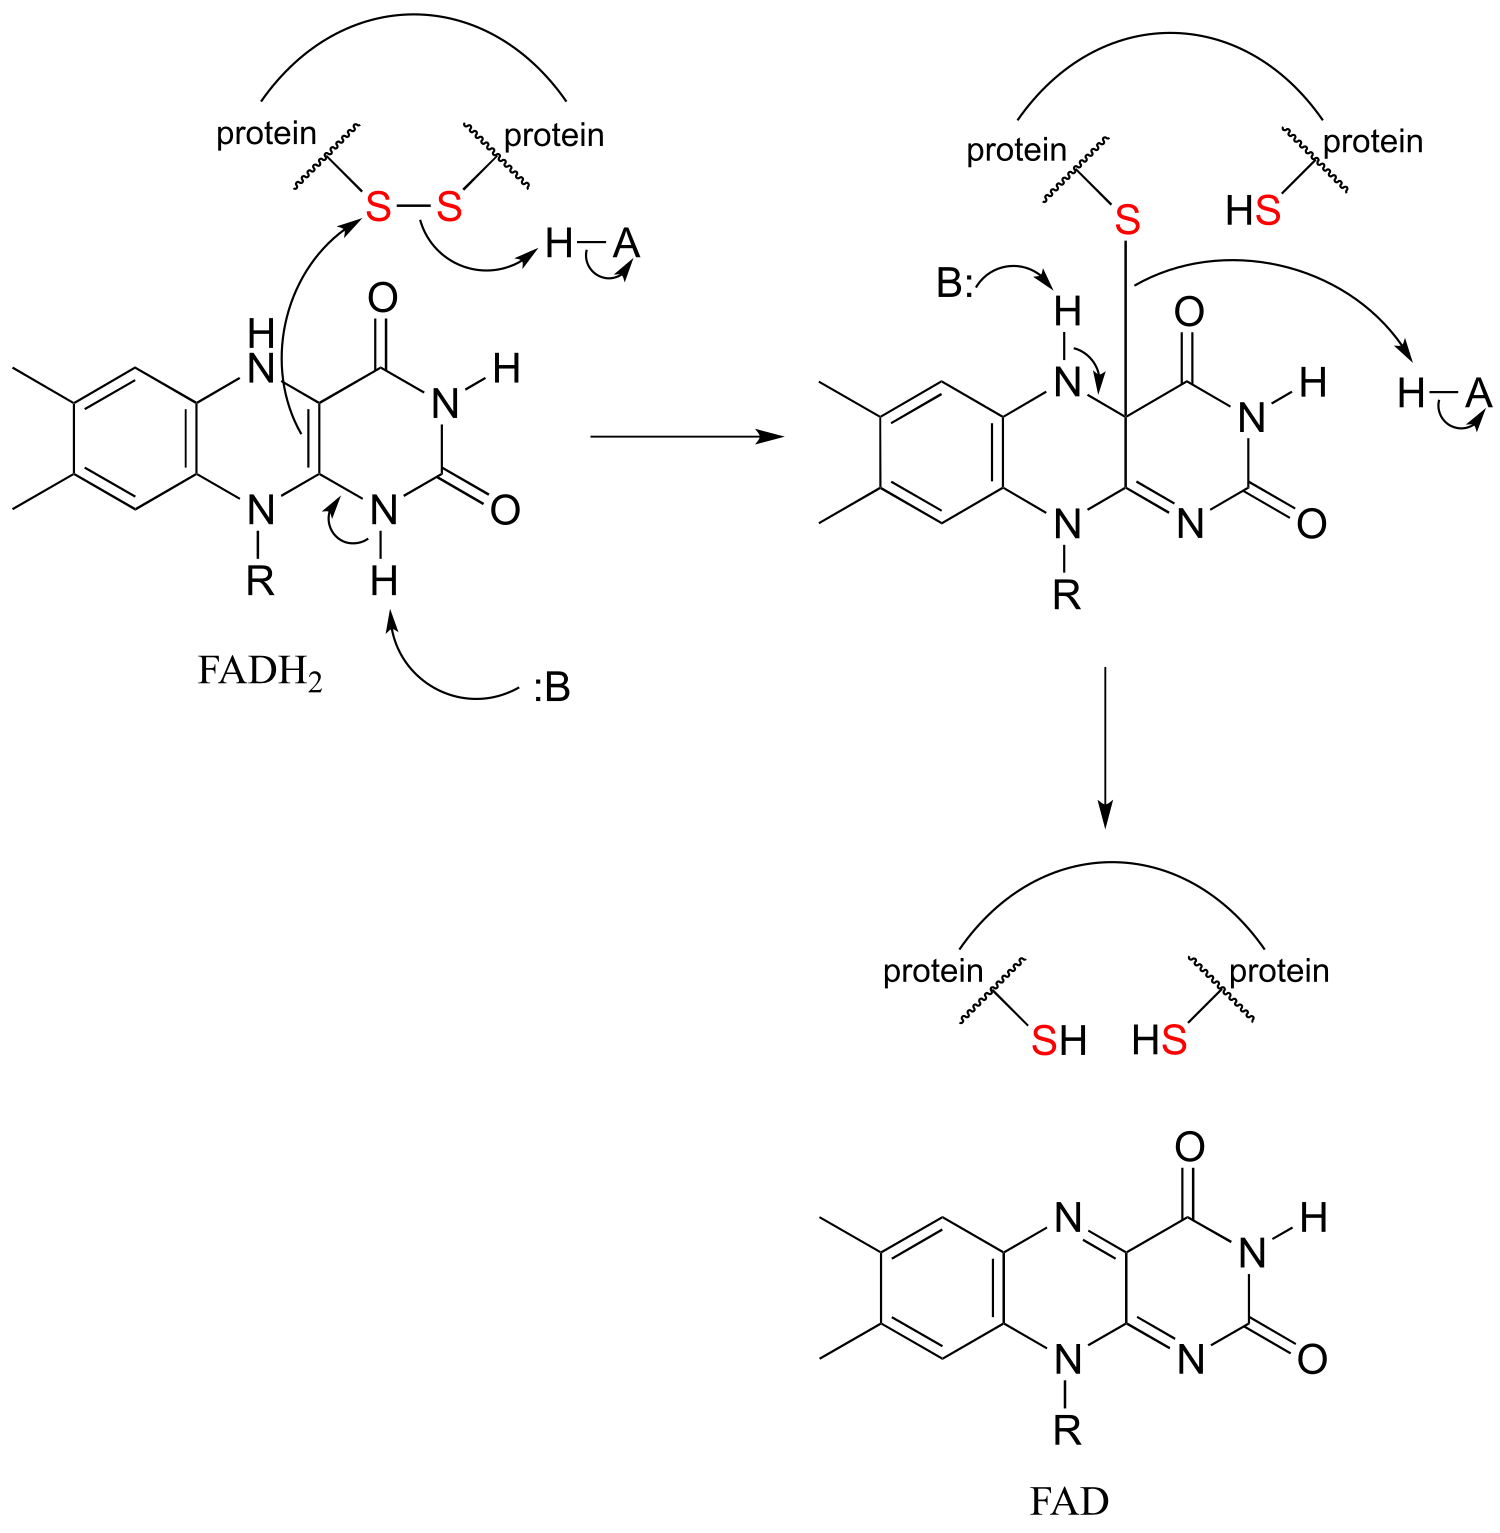 protein protein
S S
H A
O
H
N H
N
N N O
R H
FADH2
:B
protein protein
S HS
B: H O
N H
N
H A
N N O
R
protein protein
SH HS
O
N H
N
N N O
R
FAD